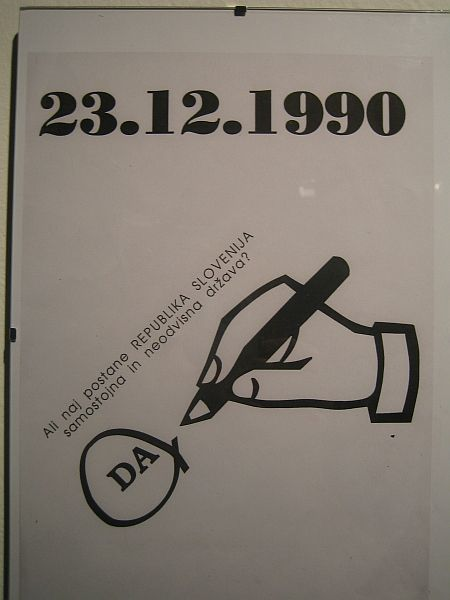 23.12.1990
Ali naj postane REPUBLIKA SLOVENIJA
samostojna in neodvisna država?
DA